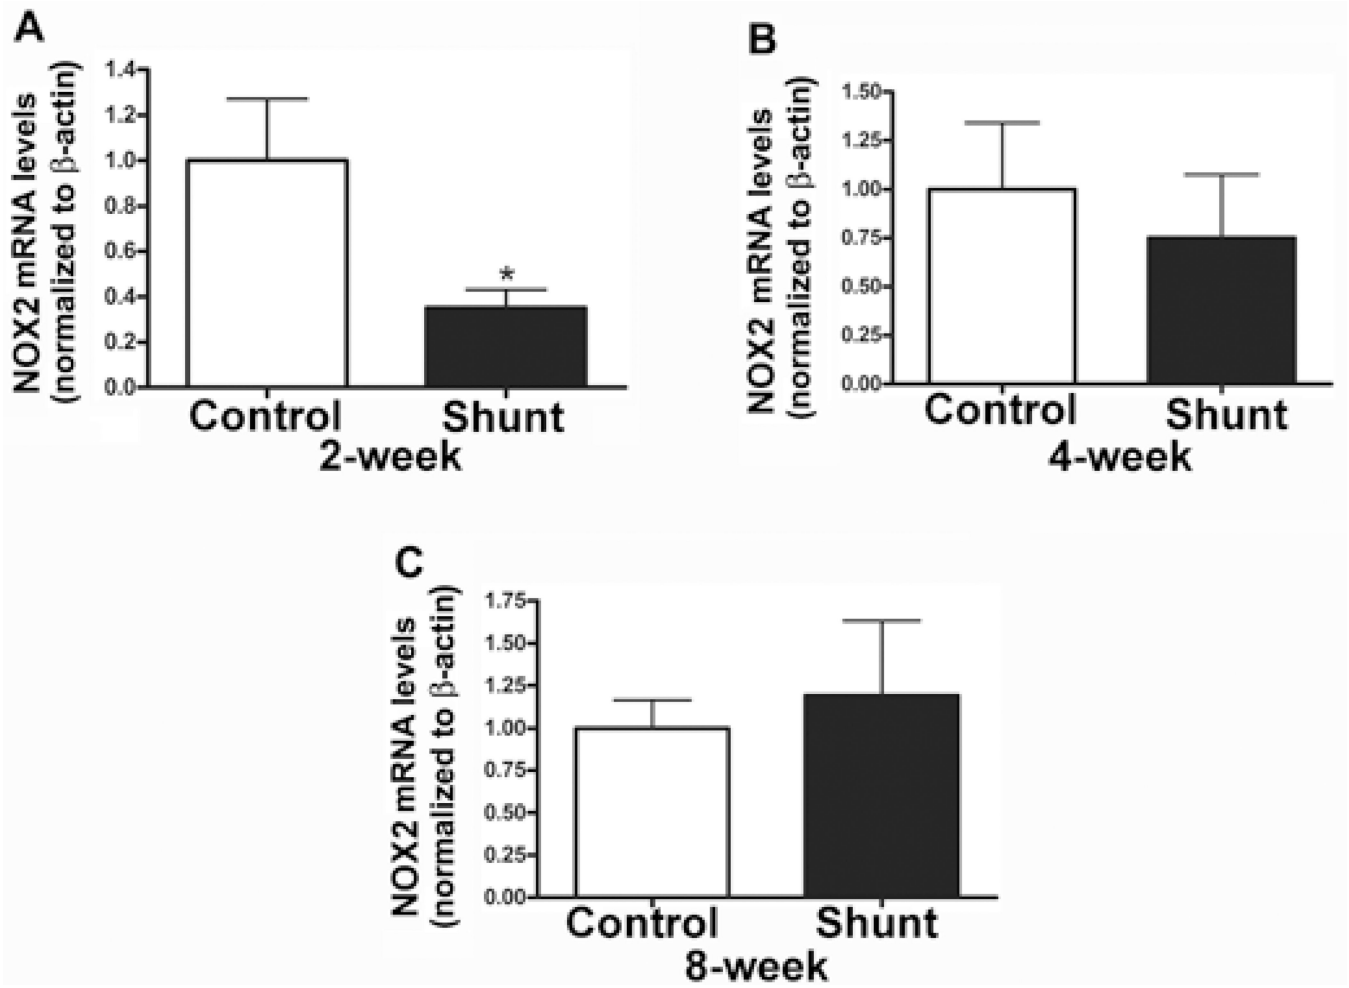 A
NOX2 mRNA levels
(normalized to β-actin)
1.4
1.2
1.0
0.8
0.6
0.4
0.2
0.0
*
Control
Shunt
2-week
B
NOX2 mRNA levels
(normalized to β-actin)
1.50
1.25
1.00
0.75
0.50
0.25
0.00
Control
Shunt
4-week
C
NOX2 mRNA levels
(normalized to β-actin)
1.75
1.50
1.25
1.00
0.75
0.50
0.25
0.00
Control
Shunt
8-week